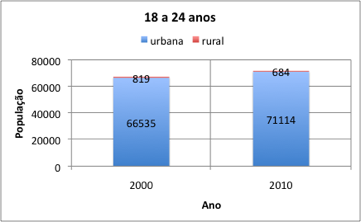 18 a 24 anos
urbana rural
80000
60000
40000
20000
0
819
66535
684
71114
População
2000 2010
Ano